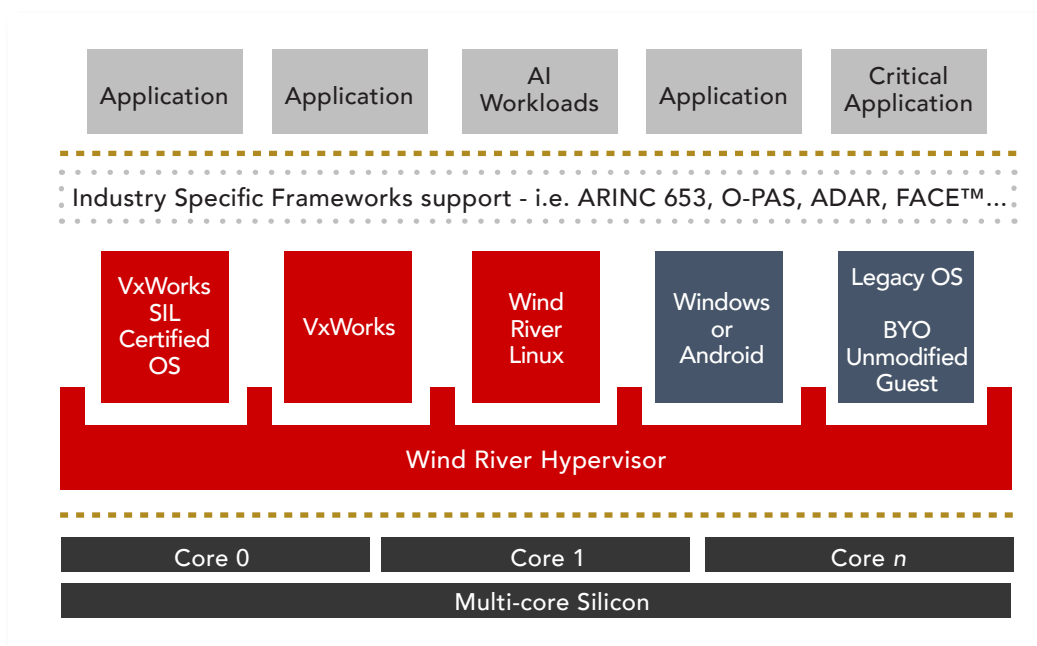 Application
Application
AI
Workloads
Application
Critical
Application
Industry Specific Frameworks support - i.e. ARINC 653, O-PAS, ADAR, FACE™...
VxWorks
SIL
Certified
OS
VxWorks
Wind
River
Linux
Windows
or
Android
Legacy OS
BYO
Unmodified
Guest
Wind River Hypervisor
Core 0
Core 1
Core n
Multi-core Silicon